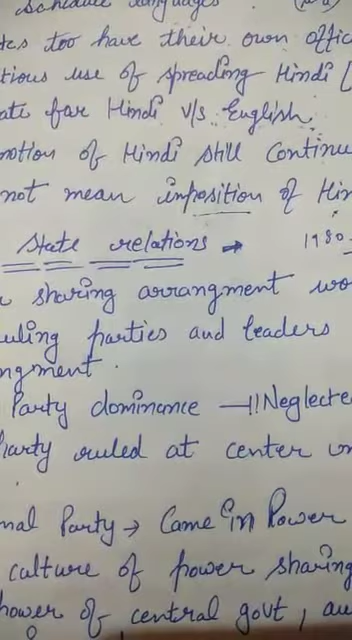 Schedule languages
tes too have their own offic
tious use of spreading Hindi
ate for Hindi v/s English
motion of Hindi still Continue
not mean imposition of Hin
State relations → 1980
sharing arrangment wo
uling parties and leaders
ngment.
Party dominance → Neglecte
party ruled at center
nal Party → Came in Power
culture of power sharing
power of central govt, au